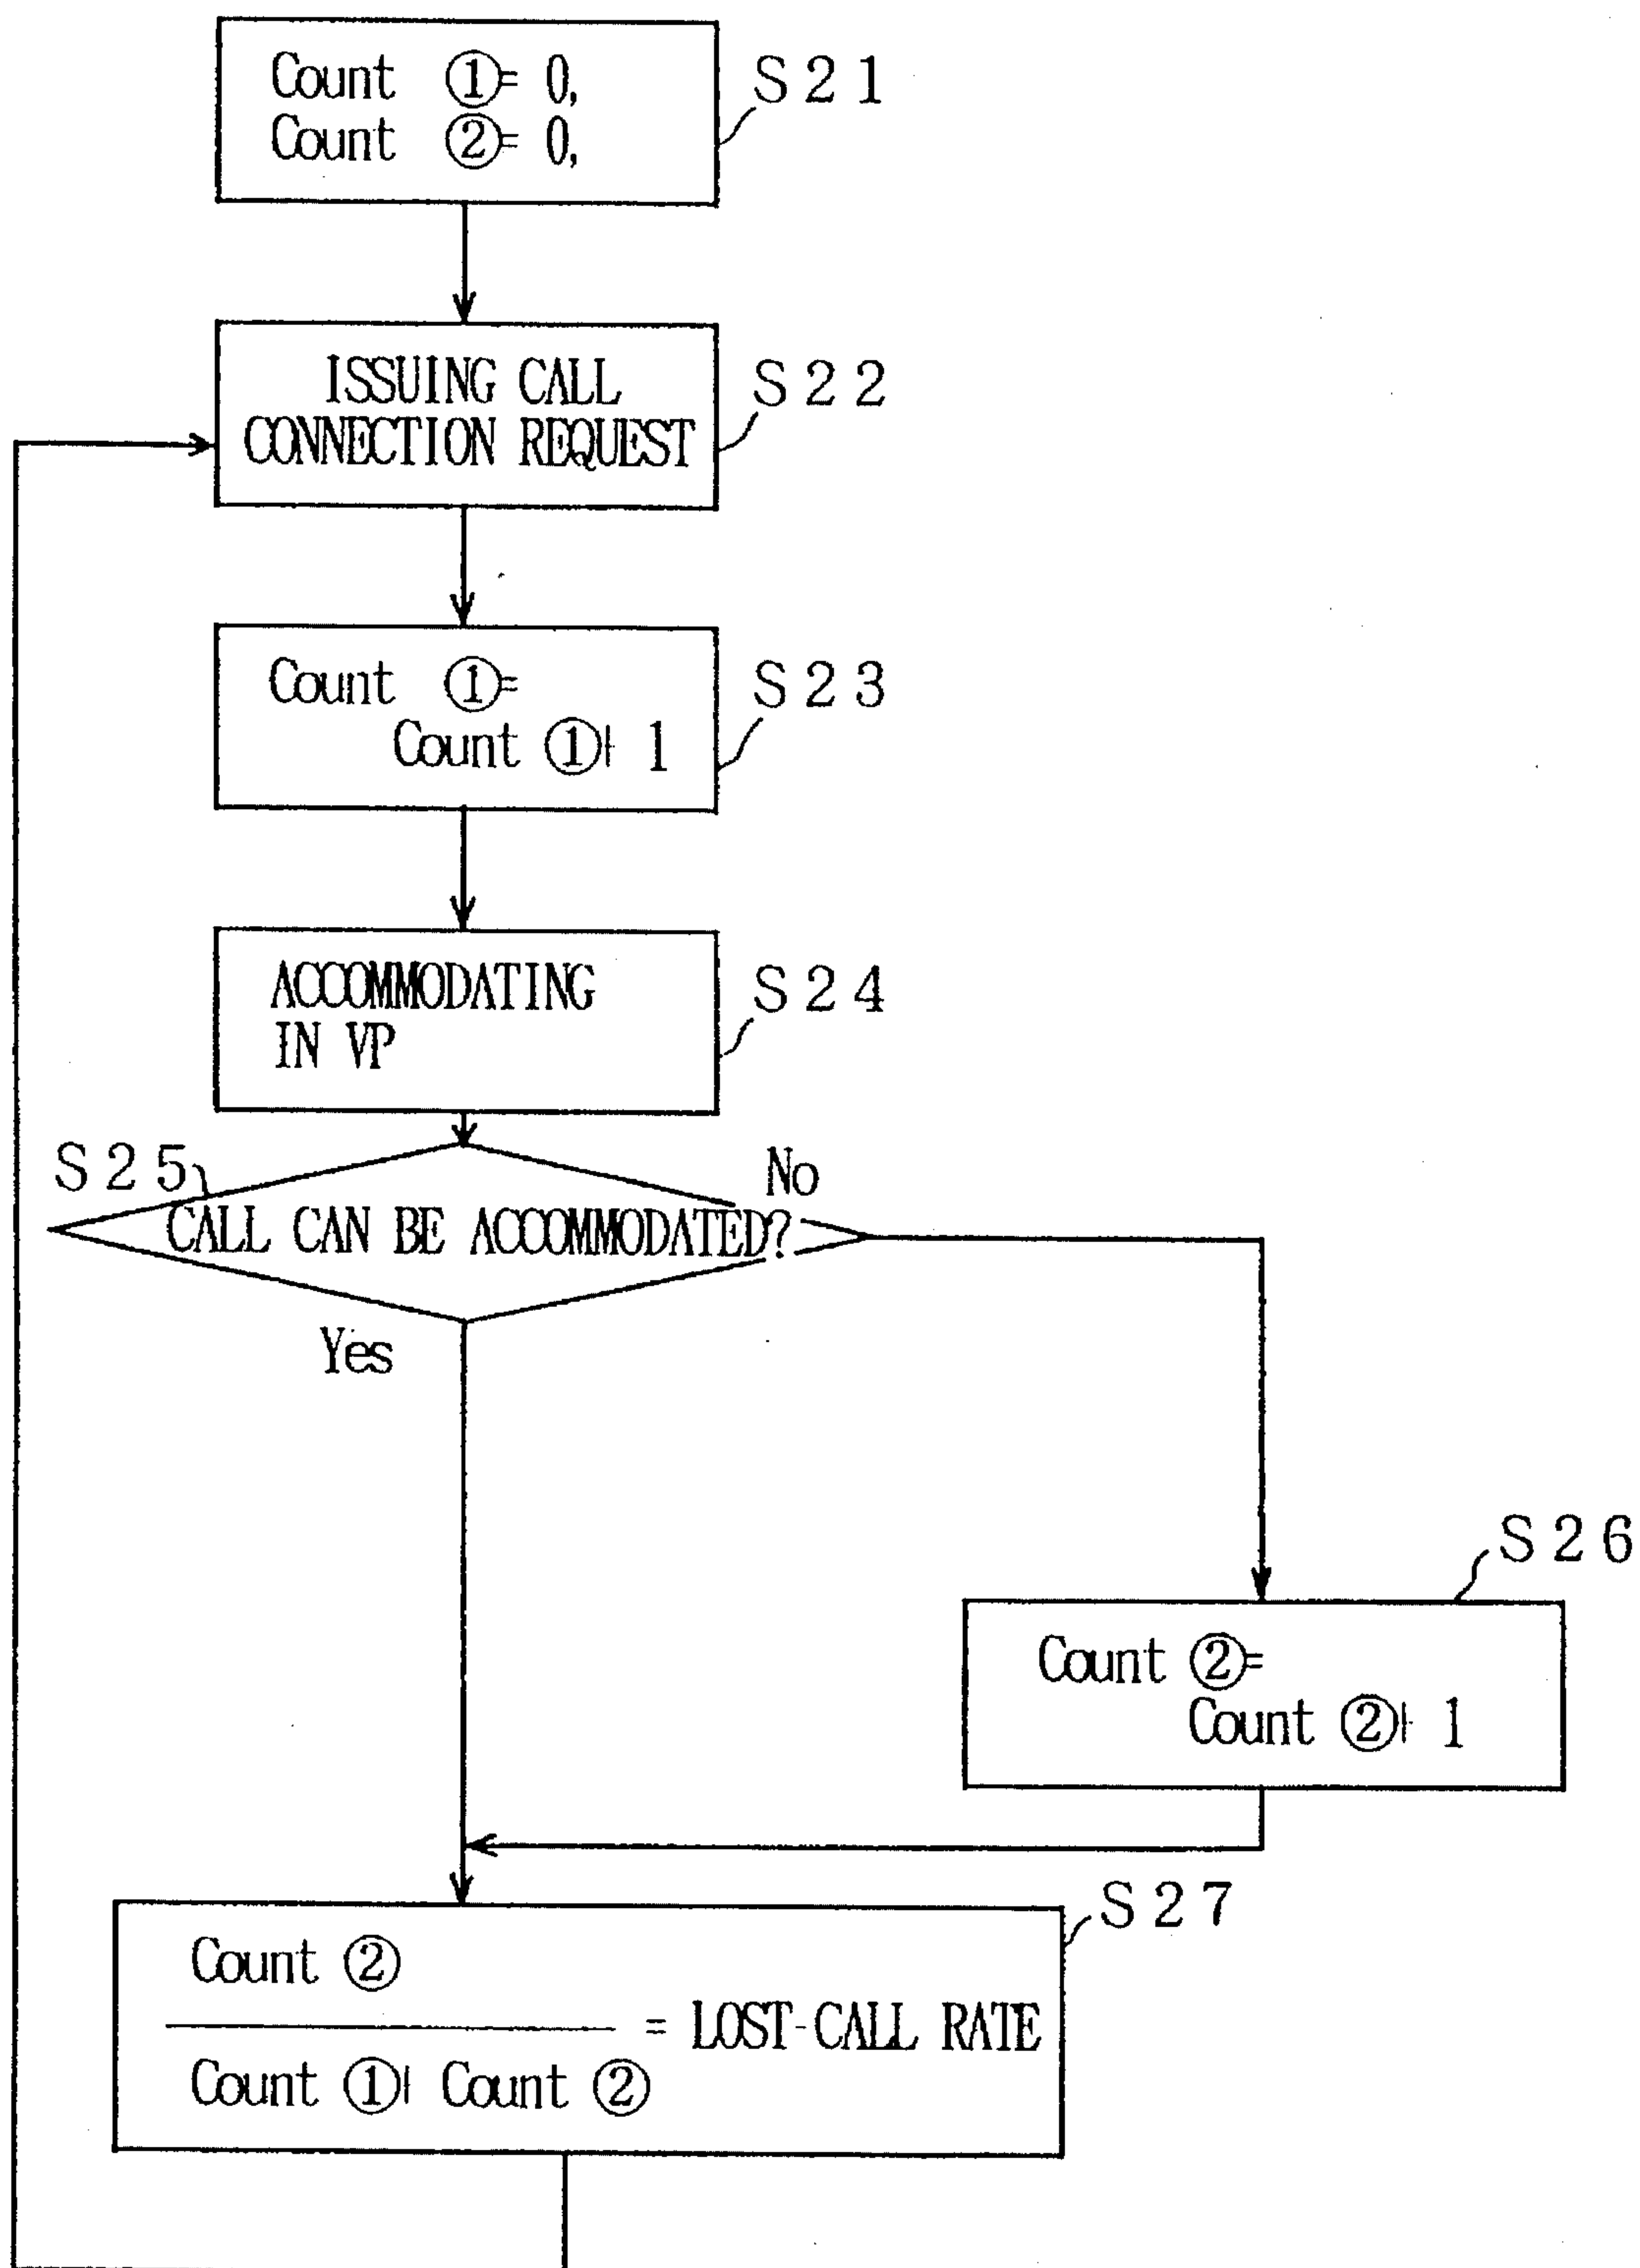 Count ①= 0,
Count ②= 0,
S21
ISSUING CALL
CONNECTION REQUEST
S22
Count ①=
Count ①+ 1
S23
ACCOMMODATING
IN VP
S24
S25
CALL CAN BE ACCOMMODATED?
No
Yes
S26
Count ②=
Count ②+ 1
S27
Count ②
= LOST-CALL RATE
Count ①+ Count ②